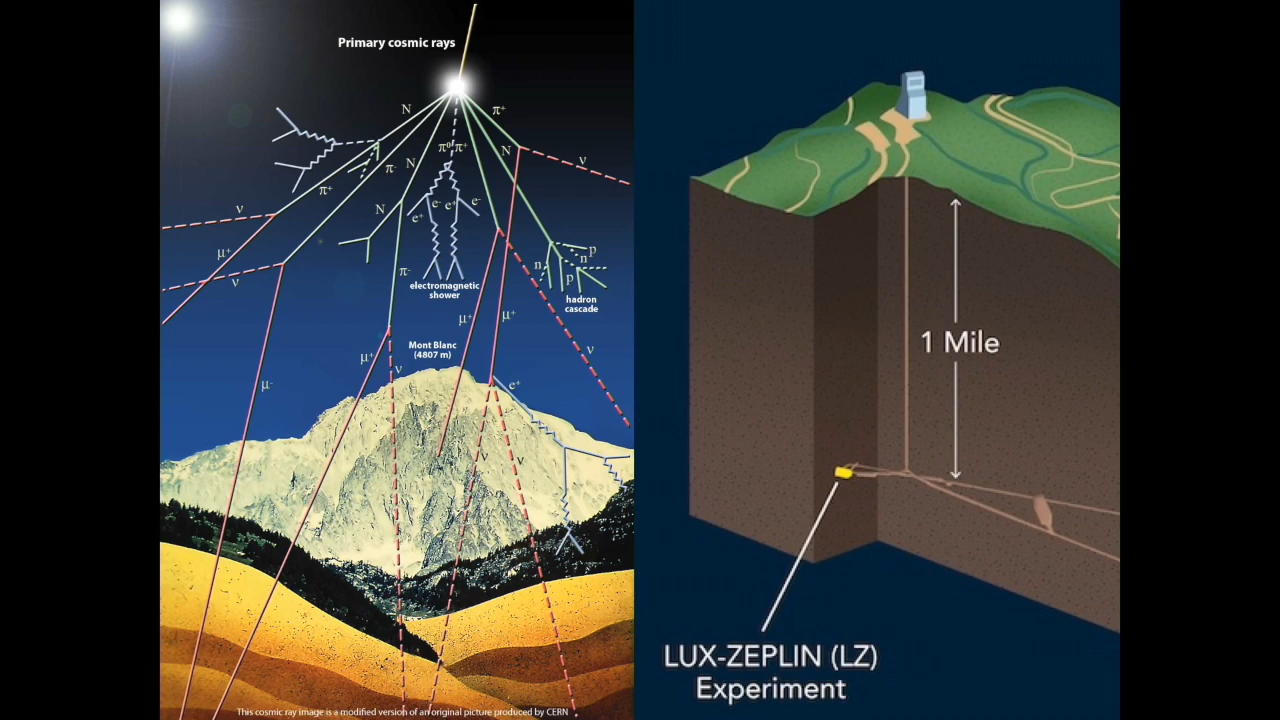 Primary cosmic rays
N
π⁺
π⁰
π⁺
N
π⁻
N
ν
π⁺
N
e⁻
e⁺
e⁻
e⁺
ν
μ⁺
ν
π⁻
n
p
n
p
electromagnetic
shower
hadron
cascade
μ⁺
μ⁺
Mont Blanc
(4807 m)
μ⁺
ν
ν
μ⁻
e⁺
ν
ν
This cosmic ray image is a modified version of an original picture produced by CERN
1 Mile
LUX-ZEPLIN (LZ)
Experiment